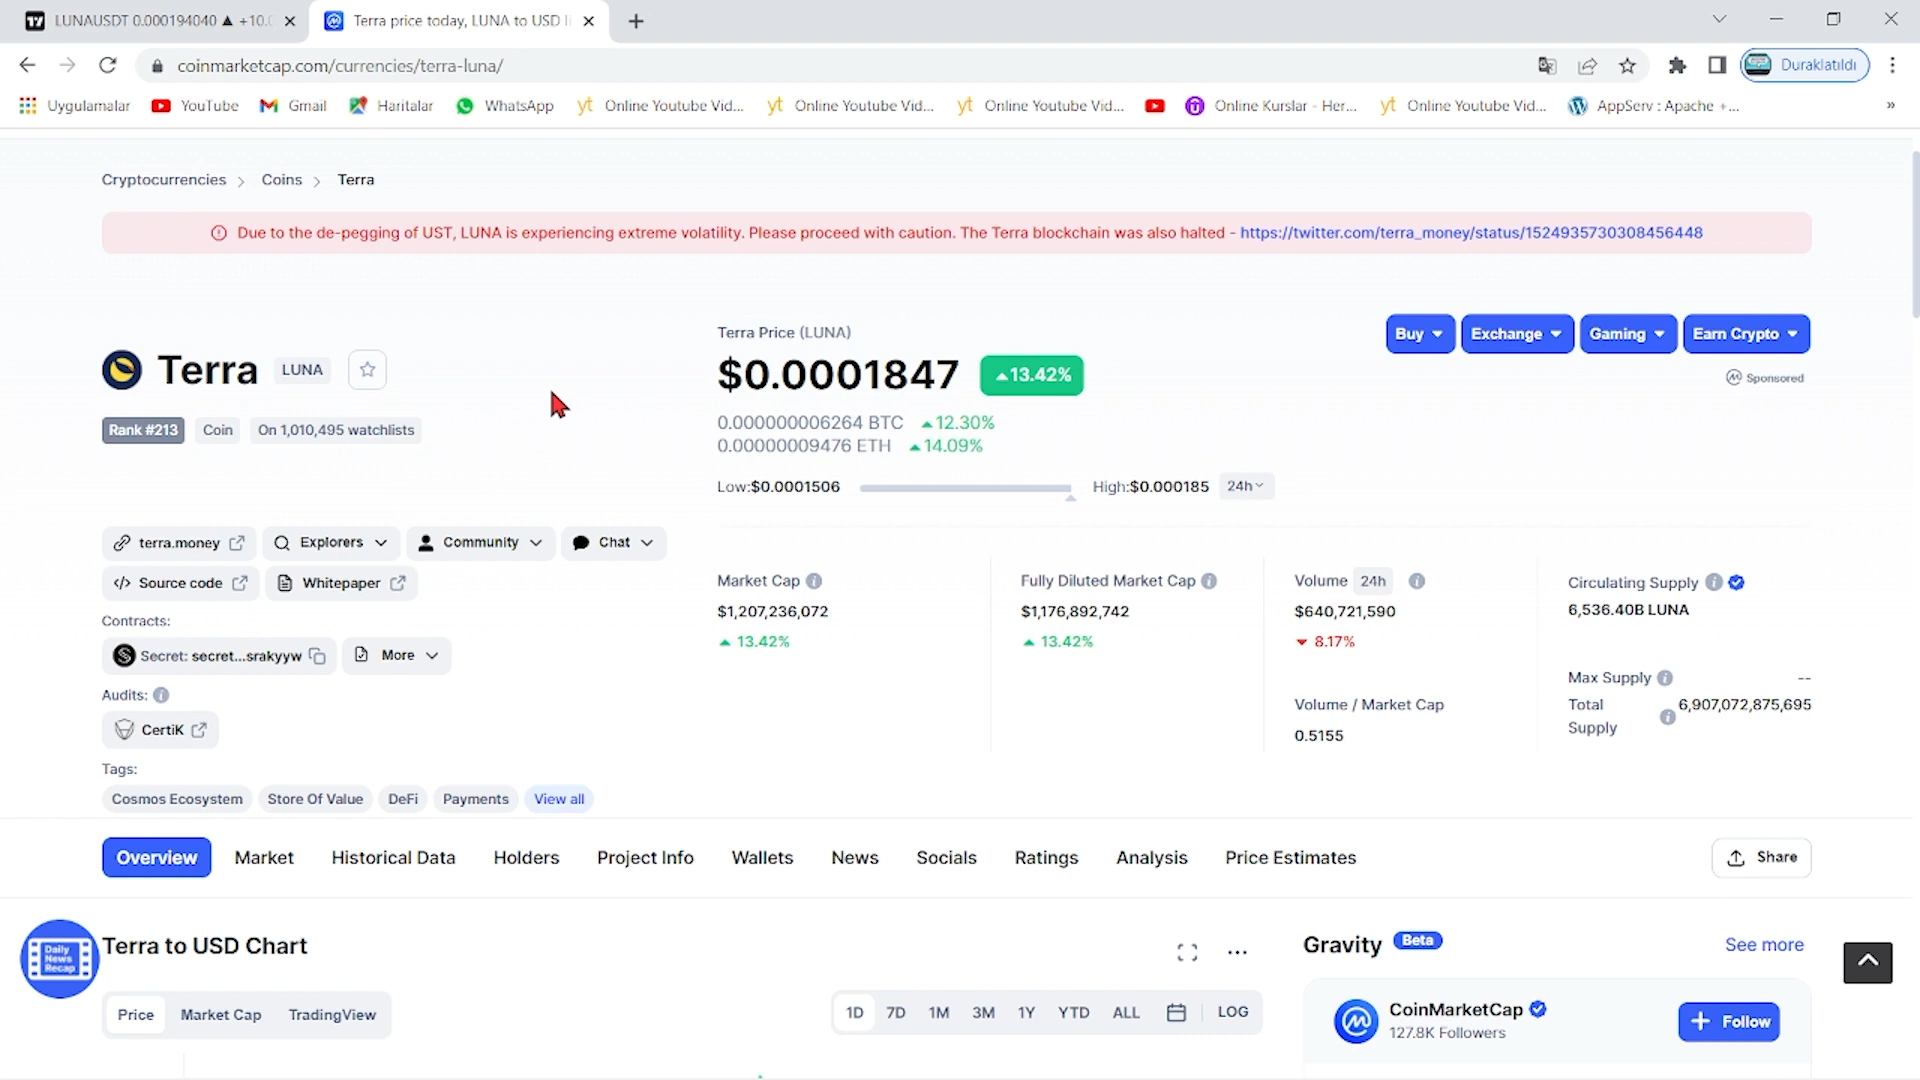 LUNAUSDT 0.000194040 ▲ +10.0
Terra price today, LUNA to USD li
coinmarketcap.com/currencies/terra-luna/
Duraklatıldı
Uygulamalar
YouTube
Gmail
Haritalar
WhatsApp
yt Online Youtube Vid...
yt Online Youtube Vid...
yt Online Youtube Vid...
Online Kurslar - Her...
yt Online Youtube Vid...
AppServ : Apache +...
»
Cryptocurrencies > Coins > Terra
Due to the de-pegging of UST, LUNA is experiencing extreme volatility. Please proceed with caution. The Terra blockchain was also halted - https://twitter.com/terra_money/status/1524935730308456448
Terra LUNA
Rank #213 Coin On 1,010,495 watchlists
Terra Price (LUNA)
$0.0001847 ▲13.42%
0.000000006264 BTC ▲12.30%
0.00000009476 ETH ▲14.09%
Low:$0.0001506 High:$0.000185 24h
Buy Exchange Gaming Earn Crypto
Sponsored
terra.money Explorers Community Chat
</> Source code Whitepaper
Contracts:
Secret: secret...srakyyw More
Audits:
CertiK
Tags:
Cosmos Ecosystem Store Of Value DeFi Payments View all
Market Cap
$1,207,236,072
▲ 13.42%
Fully Diluted Market Cap
$1,176,892,742
▲ 13.42%
Volume 24h
$640,721,590
▼ 8.17%
Volume / Market Cap
0.5155
Circulating Supply
6,536.40B LUNA
Max Supply --
Total Supply 6,907,072,875,695
Overview Market Historical Data Holders Project Info Wallets News Socials Ratings Analysis Price Estimates Share
Daily
News
Recap
Terra to USD Chart
Price Market Cap TradingView
1D 7D 1M 3M 1Y YTD ALL LOG
Gravity Beta See more
CoinMarketCap
127.8K Followers
+ Follow